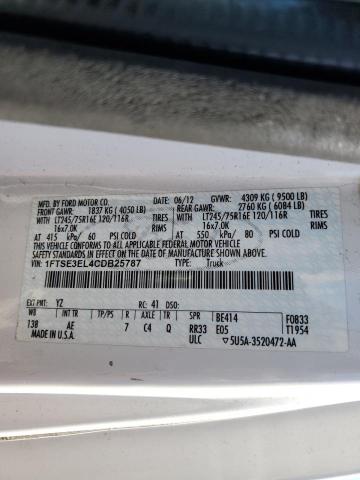 MFD. BY FORD MOTOR CO. 06/12 GVWR: 4309 KG ( 9500 LB)
FRONT GAWR: 1837 KG ( 4050 LB) REAR GAWR: 2760 KG ( 6084 LB)
WITH LT245/75R16E 120/116R TIRES WITH LT245/75R16E 120/116R TIRES
16x7.0K RIMS 16x7.0K RIMS
AT 415 kPa/ 60 PSI COLD AT 550 kPa/ 80 PSI COLD
THIS VEHICLE CONFORMS TO ALL APPLICABLE FEDERAL MOTOR VEHICLE
SAFETY STANDARDS IN EFFECT ON THE DATE OF MANUFACTURE SHOWN ABOVE.
VIN: 1FTSE3EL4CDB25787 TYPE: Truck
EXT PNT: YZ RC: 41 DSO:
WB INT TR TP/PS R AXLE TR SPR BE414 F0833
138 AE 7 C4 Q RR33 E05 T1954
MADE IN U.S.A. ULC 5U5A-3520472-AA